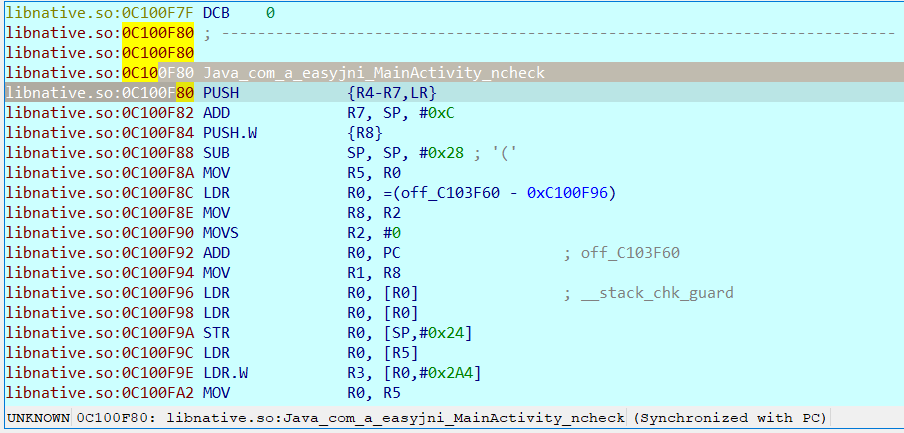 libnative.so:0C100F7F DCB    0
libnative.so:0C100F80 ; ---------------------------------------------------------------------------
libnative.so:0C100F80
libnative.so:0C100F80 Java_com_a_easyjni_MainActivity_ncheck
libnative.so:0C100F80 PUSH            {R4-R7,LR}
libnative.so:0C100F82 ADD             R7, SP, #0xC
libnative.so:0C100F84 PUSH.W          {R8}
libnative.so:0C100F88 SUB             SP, SP, #0x28 ; '('
libnative.so:0C100F8A MOV             R5, R0
libnative.so:0C100F8C LDR             R0, =(off_C103F60 - 0xC100F96)
libnative.so:0C100F8E MOV             R8, R2
libnative.so:0C100F90 MOVS            R2, #0
libnative.so:0C100F92 ADD             R0, PC          ; off_C103F60
libnative.so:0C100F94 MOV             R1, R8
libnative.so:0C100F96 LDR             R0, [R0]        ; __stack_chk_guard
libnative.so:0C100F98 LDR             R0, [R0]
libnative.so:0C100F9A STR             R0, [SP,#0x24]
libnative.so:0C100F9C LDR             R0, [R5]
libnative.so:0C100F9E LDR.W           R3, [R0,#0x2A4]
libnative.so:0C100FA2 MOV             R0, R5
UNKNOWN 0C100F80: libnative.so:Java_com_a_easyjni_MainActivity_ncheck (Synchronized with PC)